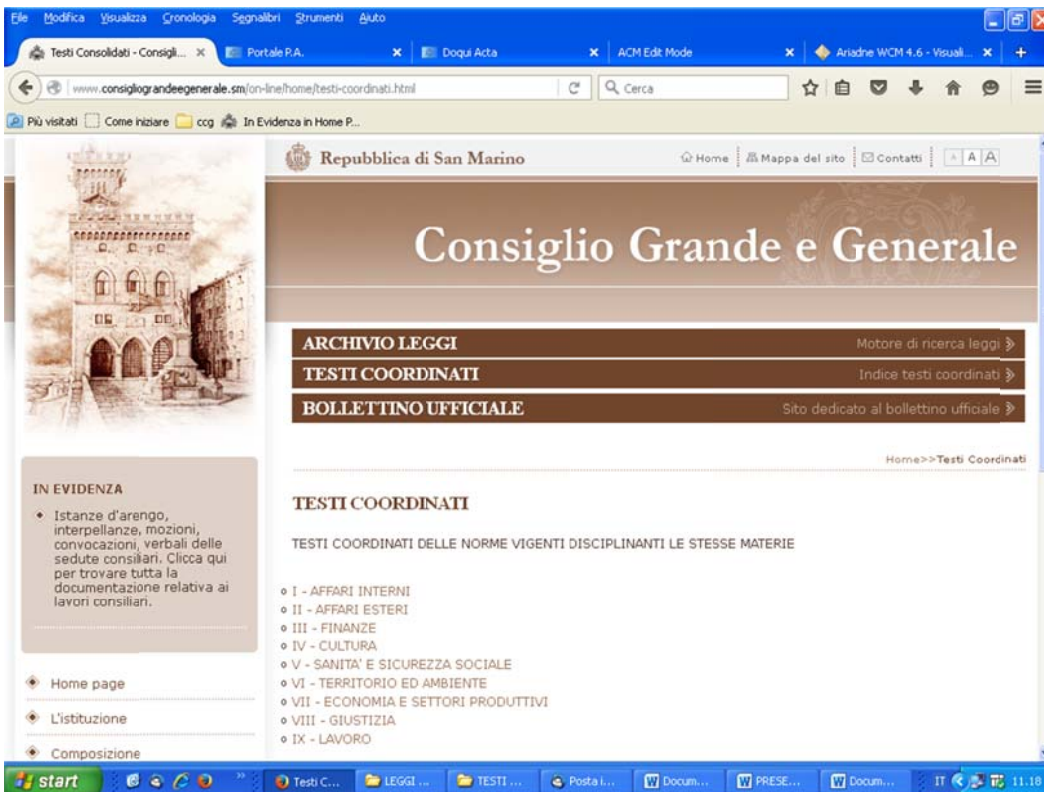 File Modifica Visualizza Cronologia Segnalibri Strumenti Aiuto
Testi Consolidati - Consigli... Portale P.A. Doqui Acta ACM Edit Mode Ariadne WCM 4.6 - Visuali...
www.consigliograndeegenerale.sm/on-line/home/testi-coordinati.html Cerca
Più visitati Come iniziare ccg In Evidenza in Home P...
Repubblica di San Marino Home Mappa del sito Contatti A A A
Consiglio Grande e Generale
ARCHIVIO LEGGI Motore di ricerca leggi
TESTI COORDINATI Indice testi coordinati
BOLLETTINO UFFICIALE Sito dedicato al bollettino ufficiale
Home>>Testi Coordinati
IN EVIDENZA
Istanze d'arengo,
interpellanze, mozioni,
convocazioni, verbali delle
sedute consiliari. Clicca qui
per trovare tutta la
documentazione relativa ai
lavori consiliari.
Home page
L'istituzione
Composizione
TESTI COORDINATI
TESTI COORDINATI DELLE NORME VIGENTI DISCIPLINANTI LE STESSE MATERIE
I - AFFARI INTERNI
II - AFFARI ESTERI
III - FINANZE
IV - CULTURA
V - SANITA' E SICUREZZA SOCIALE
VI - TERRITORIO ED AMBIENTE
VII - ECONOMIA E SETTORI PRODUTTIVI
VIII - GIUSTIZIA
IX - LAVORO
start Testi C... LEGGI ... TESTI ... Posta i... Docum... PRESE... Docum... IT 11.18